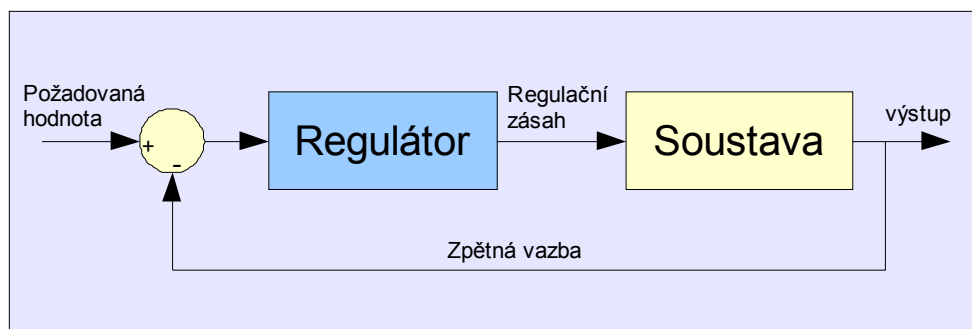 Požadovaná
hodnota
+
-
Regulátor
Regulační
zásah
Soustava
výstup
Zpětná vazba